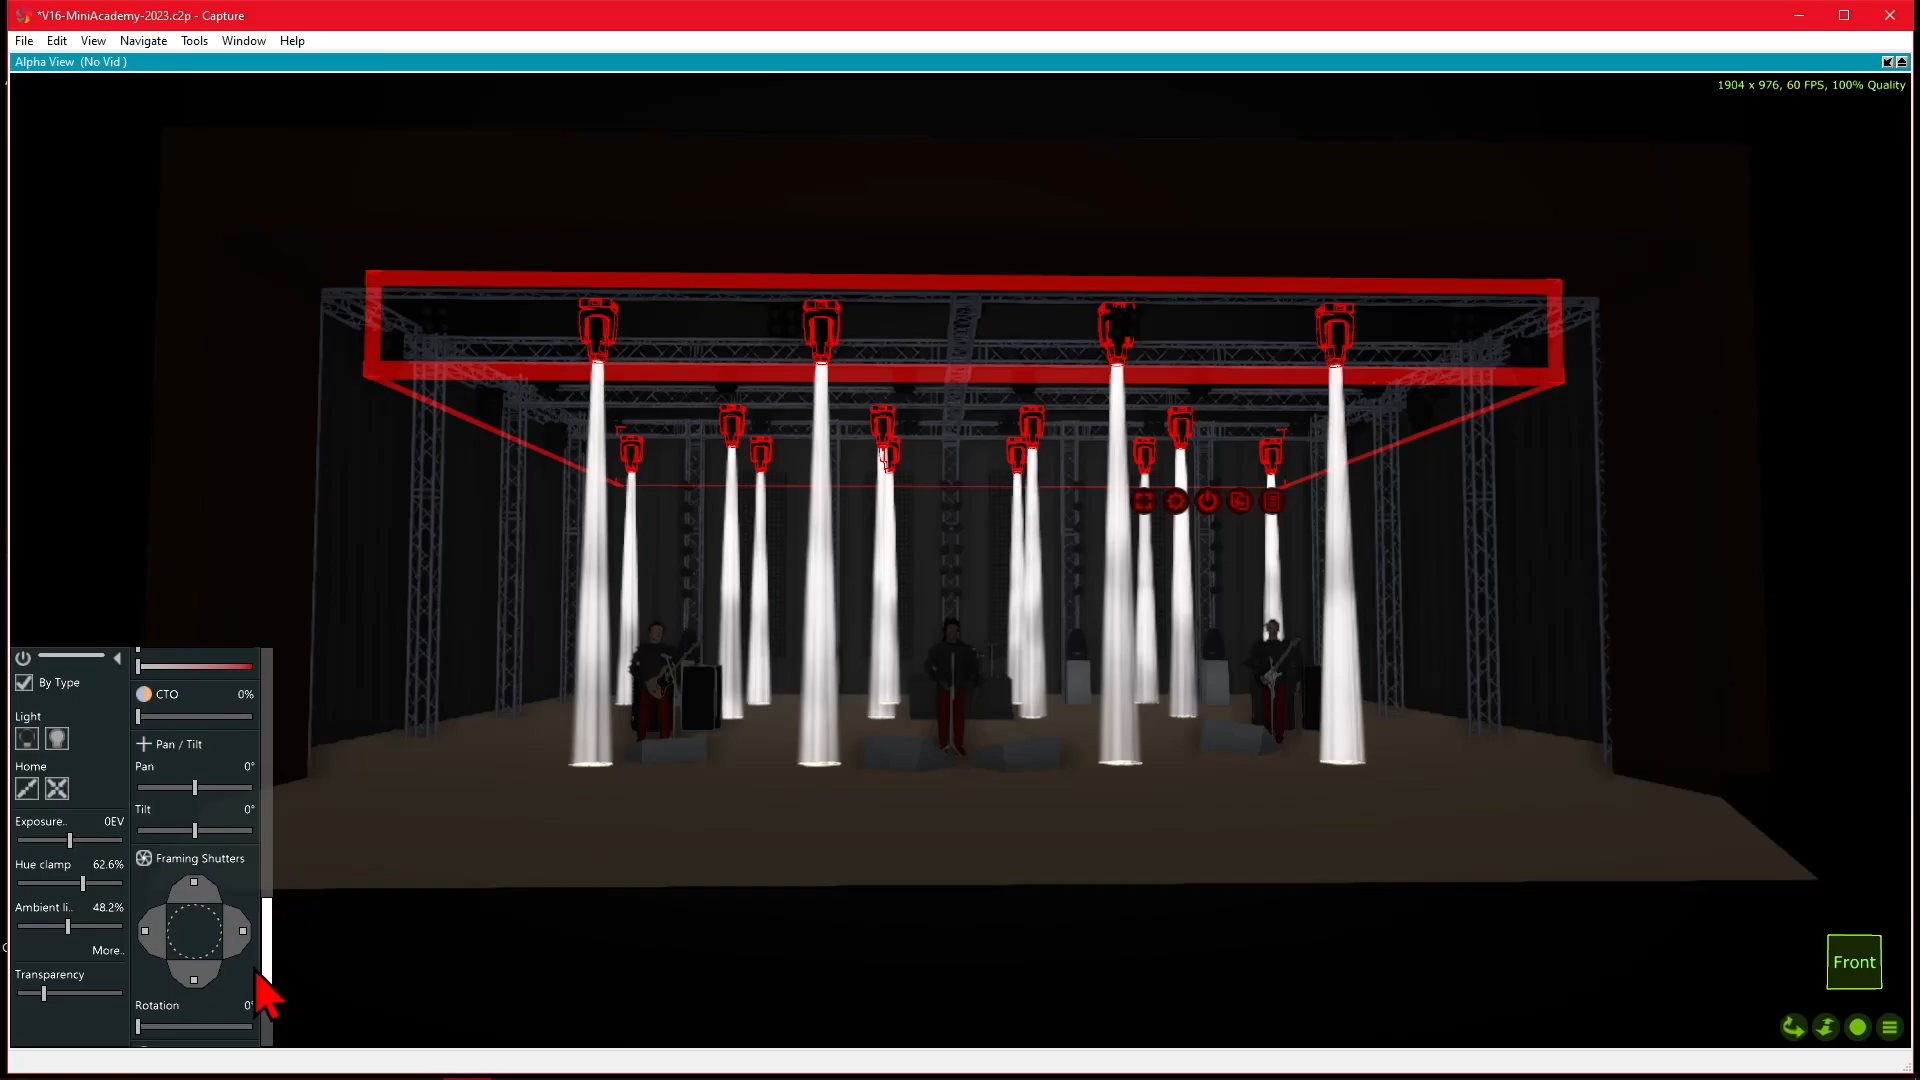 *V16-MiniAcademy-2023.c2p - Capture
File Edit View Navigate Tools Window Help
Alpha View (No Vid )
1904 x 976, 60 FPS, 100% Quality
By Type
Light
Home
Exposure.. 0EV
Hue clamp 62.6%
Ambient li.. 48.2%
More..
Transparency
CTO 0%
Pan / Tilt
Pan 0°
Tilt 0°
Framing Shutters
Rotation 0°
Front